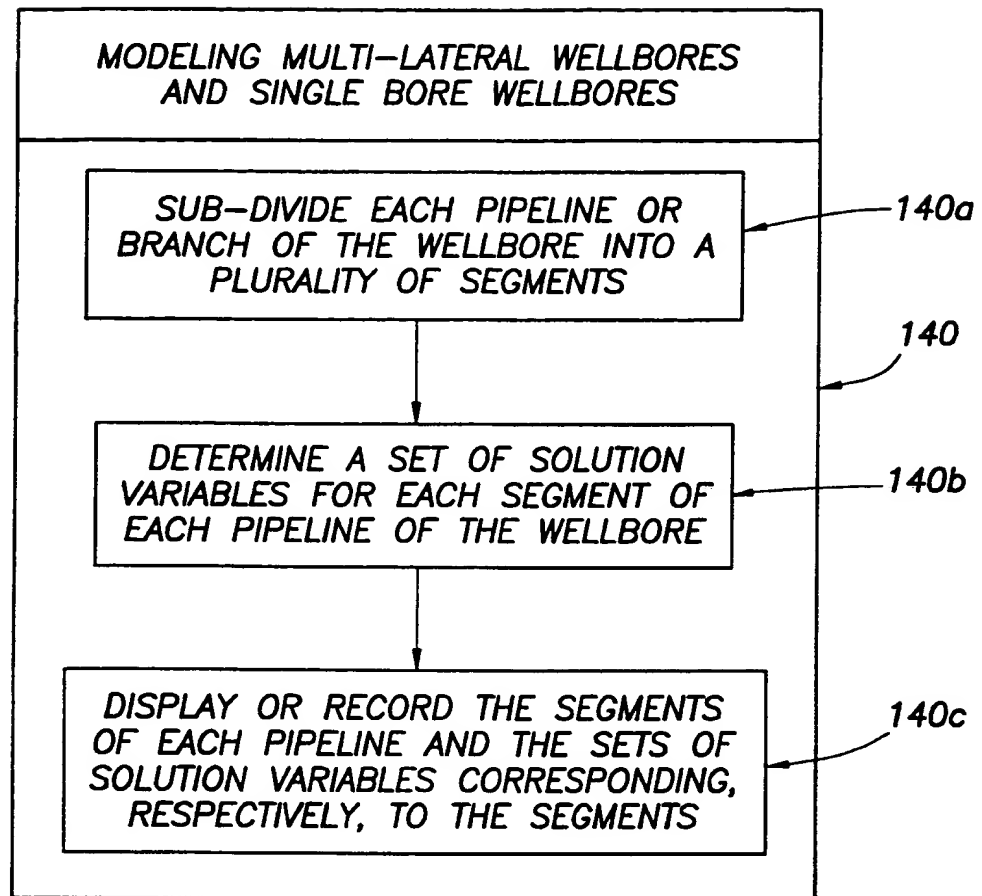 MODELING MULTI-LATERAL WELLBORES
AND SINGLE BORE WELLBORES
SUB-DIVIDE EACH PIPELINE OR
BRANCH OF THE WELLBORE INTO A
PLURALITY OF SEGMENTS
140a
140
DETERMINE A SET OF SOLUTION
VARIABLES FOR EACH SEGMENT OF
EACH PIPELINE OF THE WELLBORE
140b
DISPLAY OR RECORD THE SEGMENTS
OF EACH PIPELINE AND THE SETS OF
SOLUTION VARIABLES CORRESPONDING,
RESPECTIVELY, TO THE SEGMENTS
140c